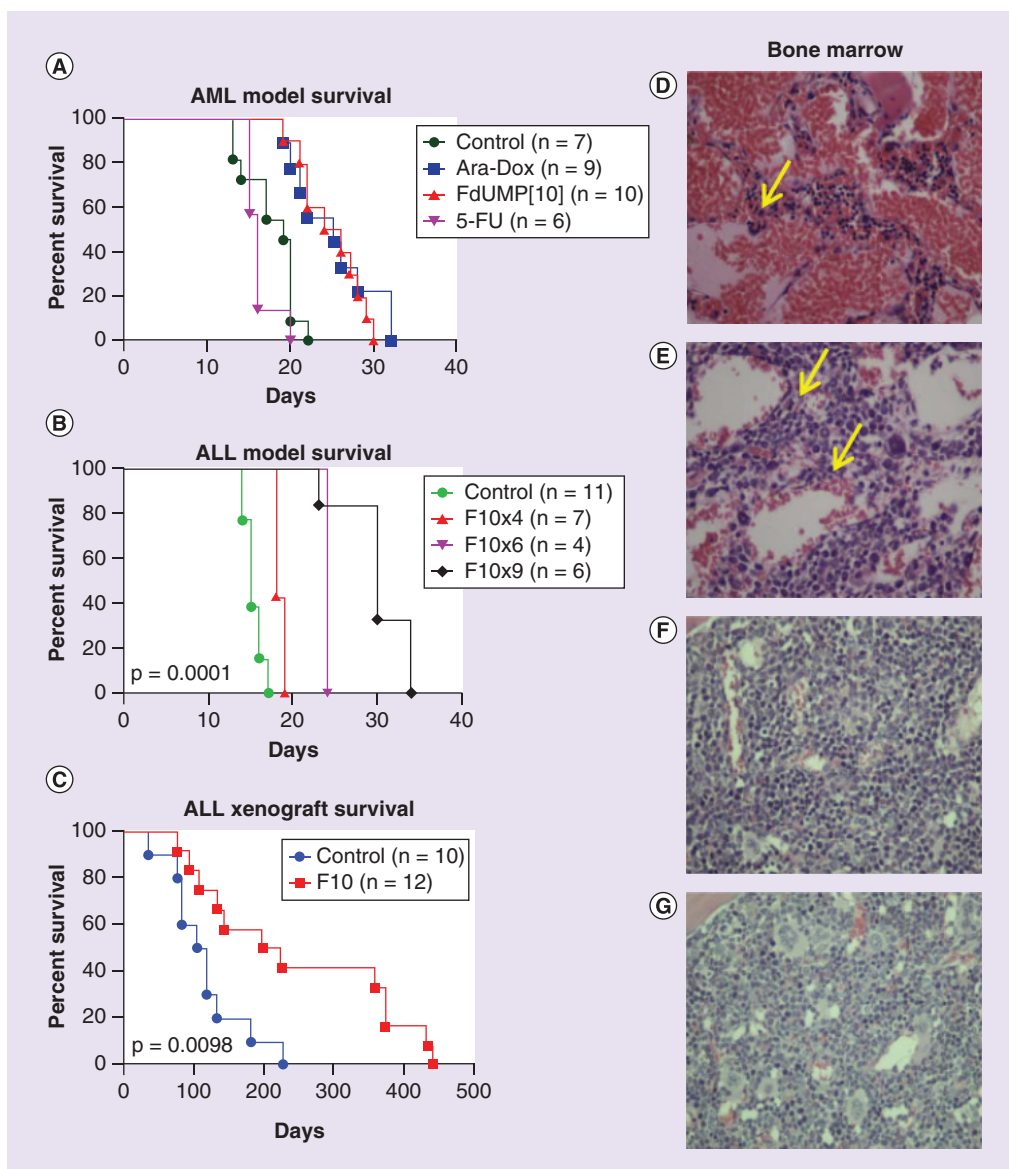 A
AML model survival
Percent survival
100
80
60
40
20
0
0 10 20 30 40
Days
Control (n = 7)
Ara-Dox (n = 9)
FdUMP[10] (n = 10)
5-FU (n = 6)
B
ALL model survival
Percent survival
100
80
60
40
20
0
p = 0.0001
0 10 20 30 40
Days
Control (n = 11)
F10x4 (n = 7)
F10x6 (n = 4)
F10x9 (n = 6)
C
ALL xenograft survival
Percent survival
100
80
60
40
20
0
p = 0.0098
0 100 200 300 400 500
Days
Control (n = 10)
F10 (n = 12)
Bone marrow
D
E
F
G